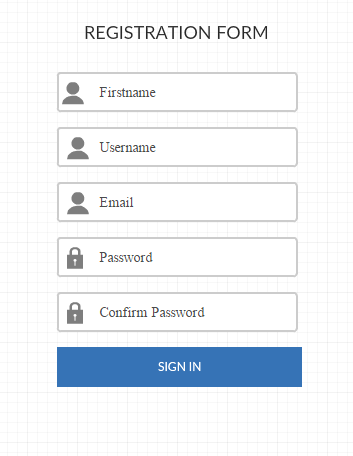 REGISTRATION FORM
Firstname
Username
Email
Password
Confirm Password
SIGN IN